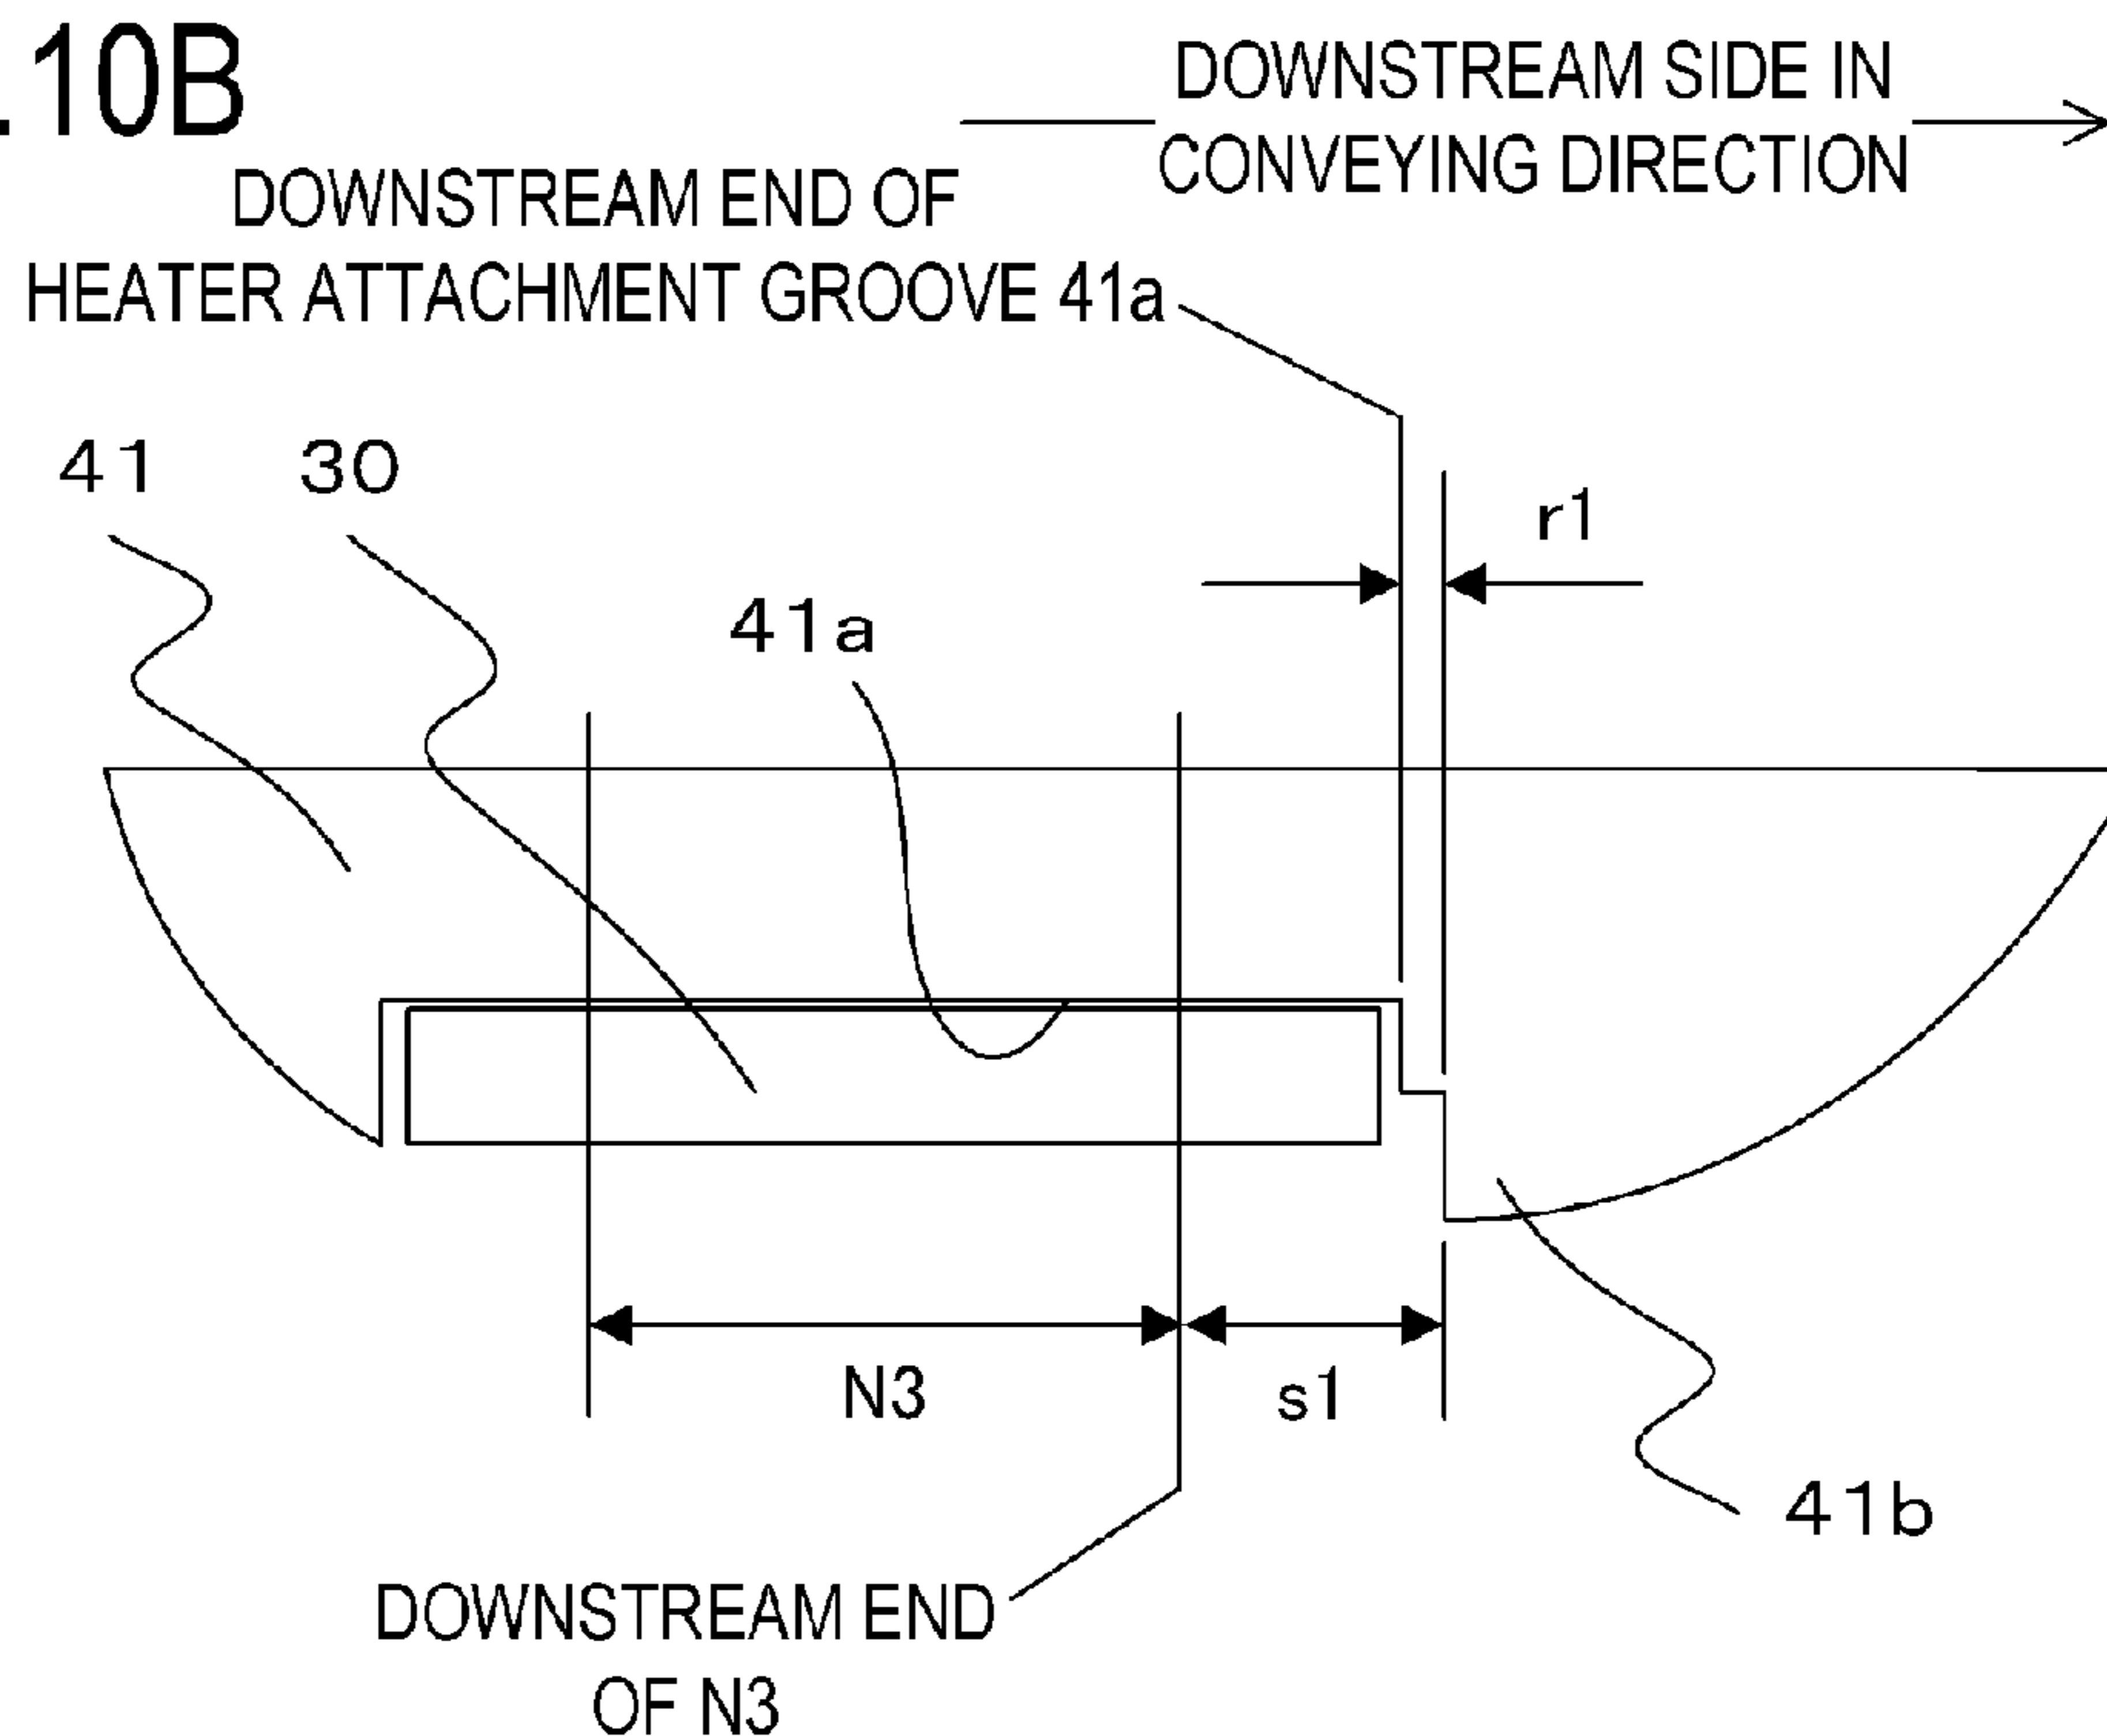 .10B
DOWNSTREAM SIDE IN
CONVEYING DIRECTION
DOWNSTREAM END OF
HEATER ATTACHMENT GROOVE 41a
41
30
r1
41a
N3
s1
41b
DOWNSTREAM END
OF N3